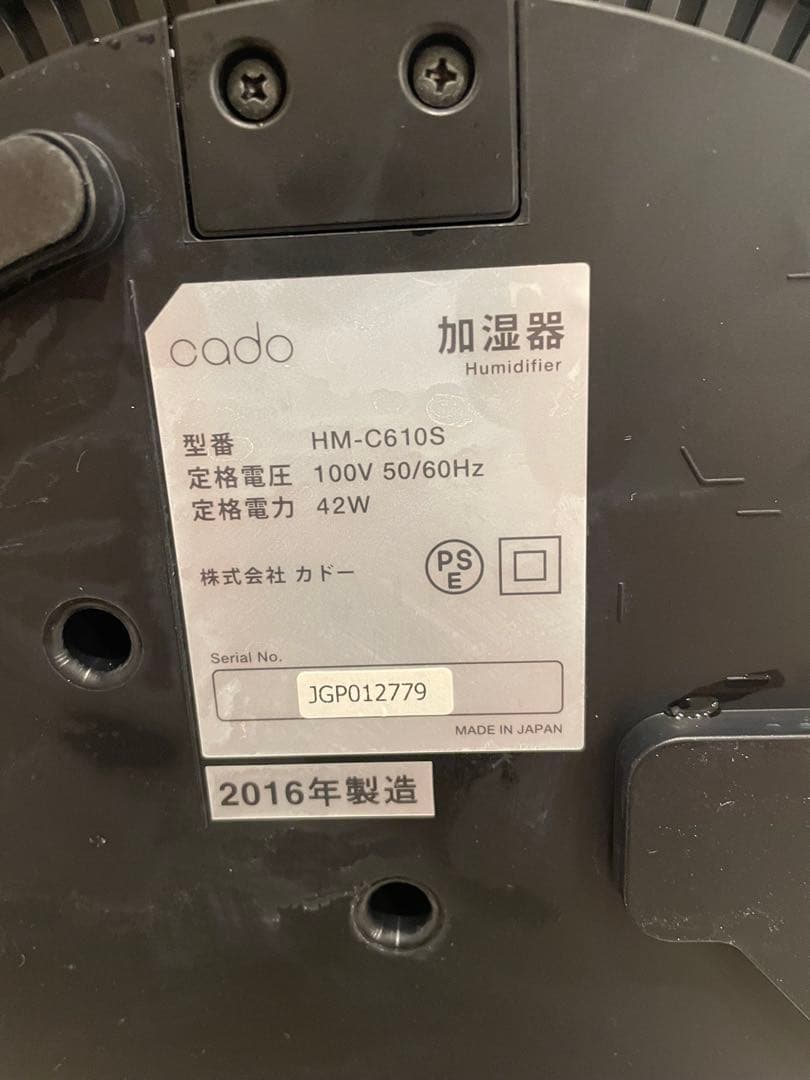 cado
加湿器
Humidifier
型番 HM-C610S
定格電圧 100V 50/60Hz
定格電力 42W
株式会社 カドー
PS
E
Serial No.
JGP012779
MADE IN JAPAN
2016年製造